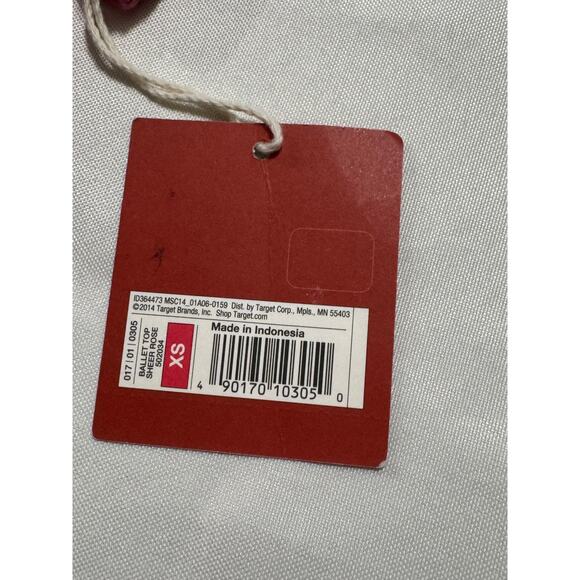 ID364473 MSC14_01A06-0159 Dist. by Target Corp., Mpls., MN 55403
©2014 Target Brands, Inc. Shop Target.com
017 | 01 | 0305
BALLET TOP
SHEER ROSE
502034
XS
Made in Indonesia
4 90170 10305 0